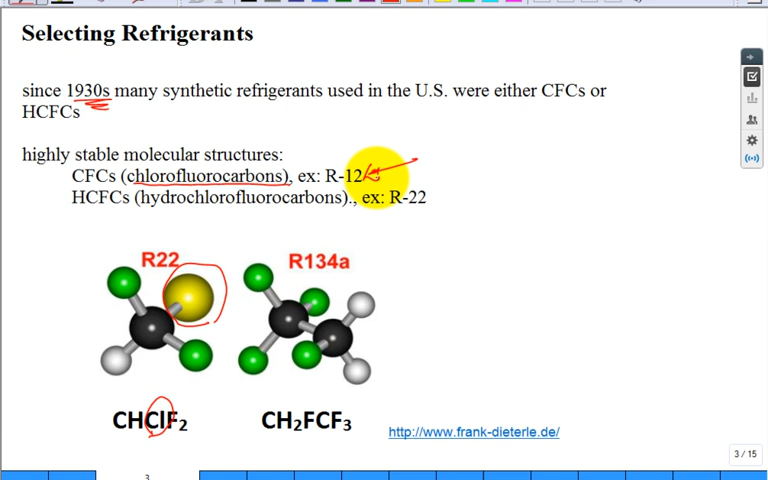 Selecting Refrigerants
since 1930s many synthetic refrigerants used in the U.S. were either CFCs or
HCFCs
highly stable molecular structures:
CFCs (chlorofluorocarbons), ex: R-12
HCFCs (hydrochlorofluorocarbons)., ex: R-22
R22 R134a
CHClF₂ CH₂FCF₃
http://www.frank-dieterle.de/
3 / 15
3